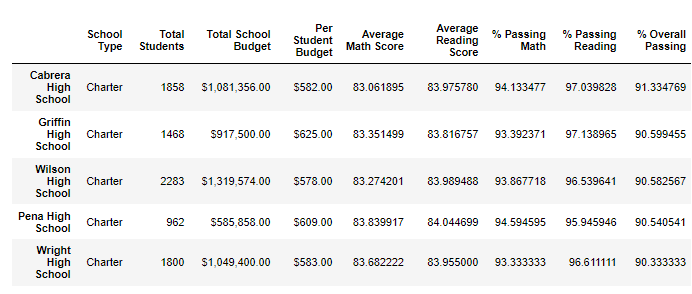 School Type Total Students Total School Budget Per Student Budget Average Math Score Average Reading Score % Passing Math % Passing Reading % Overall Passing
Cabrera High School Charter 1858 $1,081,356.00 $582.00 83.061895 83.975780 94.133477 97.039828 91.334769
Griffin High School Charter 1468 $917,500.00 $625.00 83.351499 83.816757 93.392371 97.138965 90.599455
Wilson High School Charter 2283 $1,319,574.00 $578.00 83.274201 83.989488 93.867718 96.539641 90.582567
Pena High School Charter 962 $585,858.00 $609.00 83.839917 84.044699 94.594595 95.945946 90.540541
Wright High School Charter 1800 $1,049,400.00 $583.00 83.682222 83.955000 93.333333 96.611111 90.333333